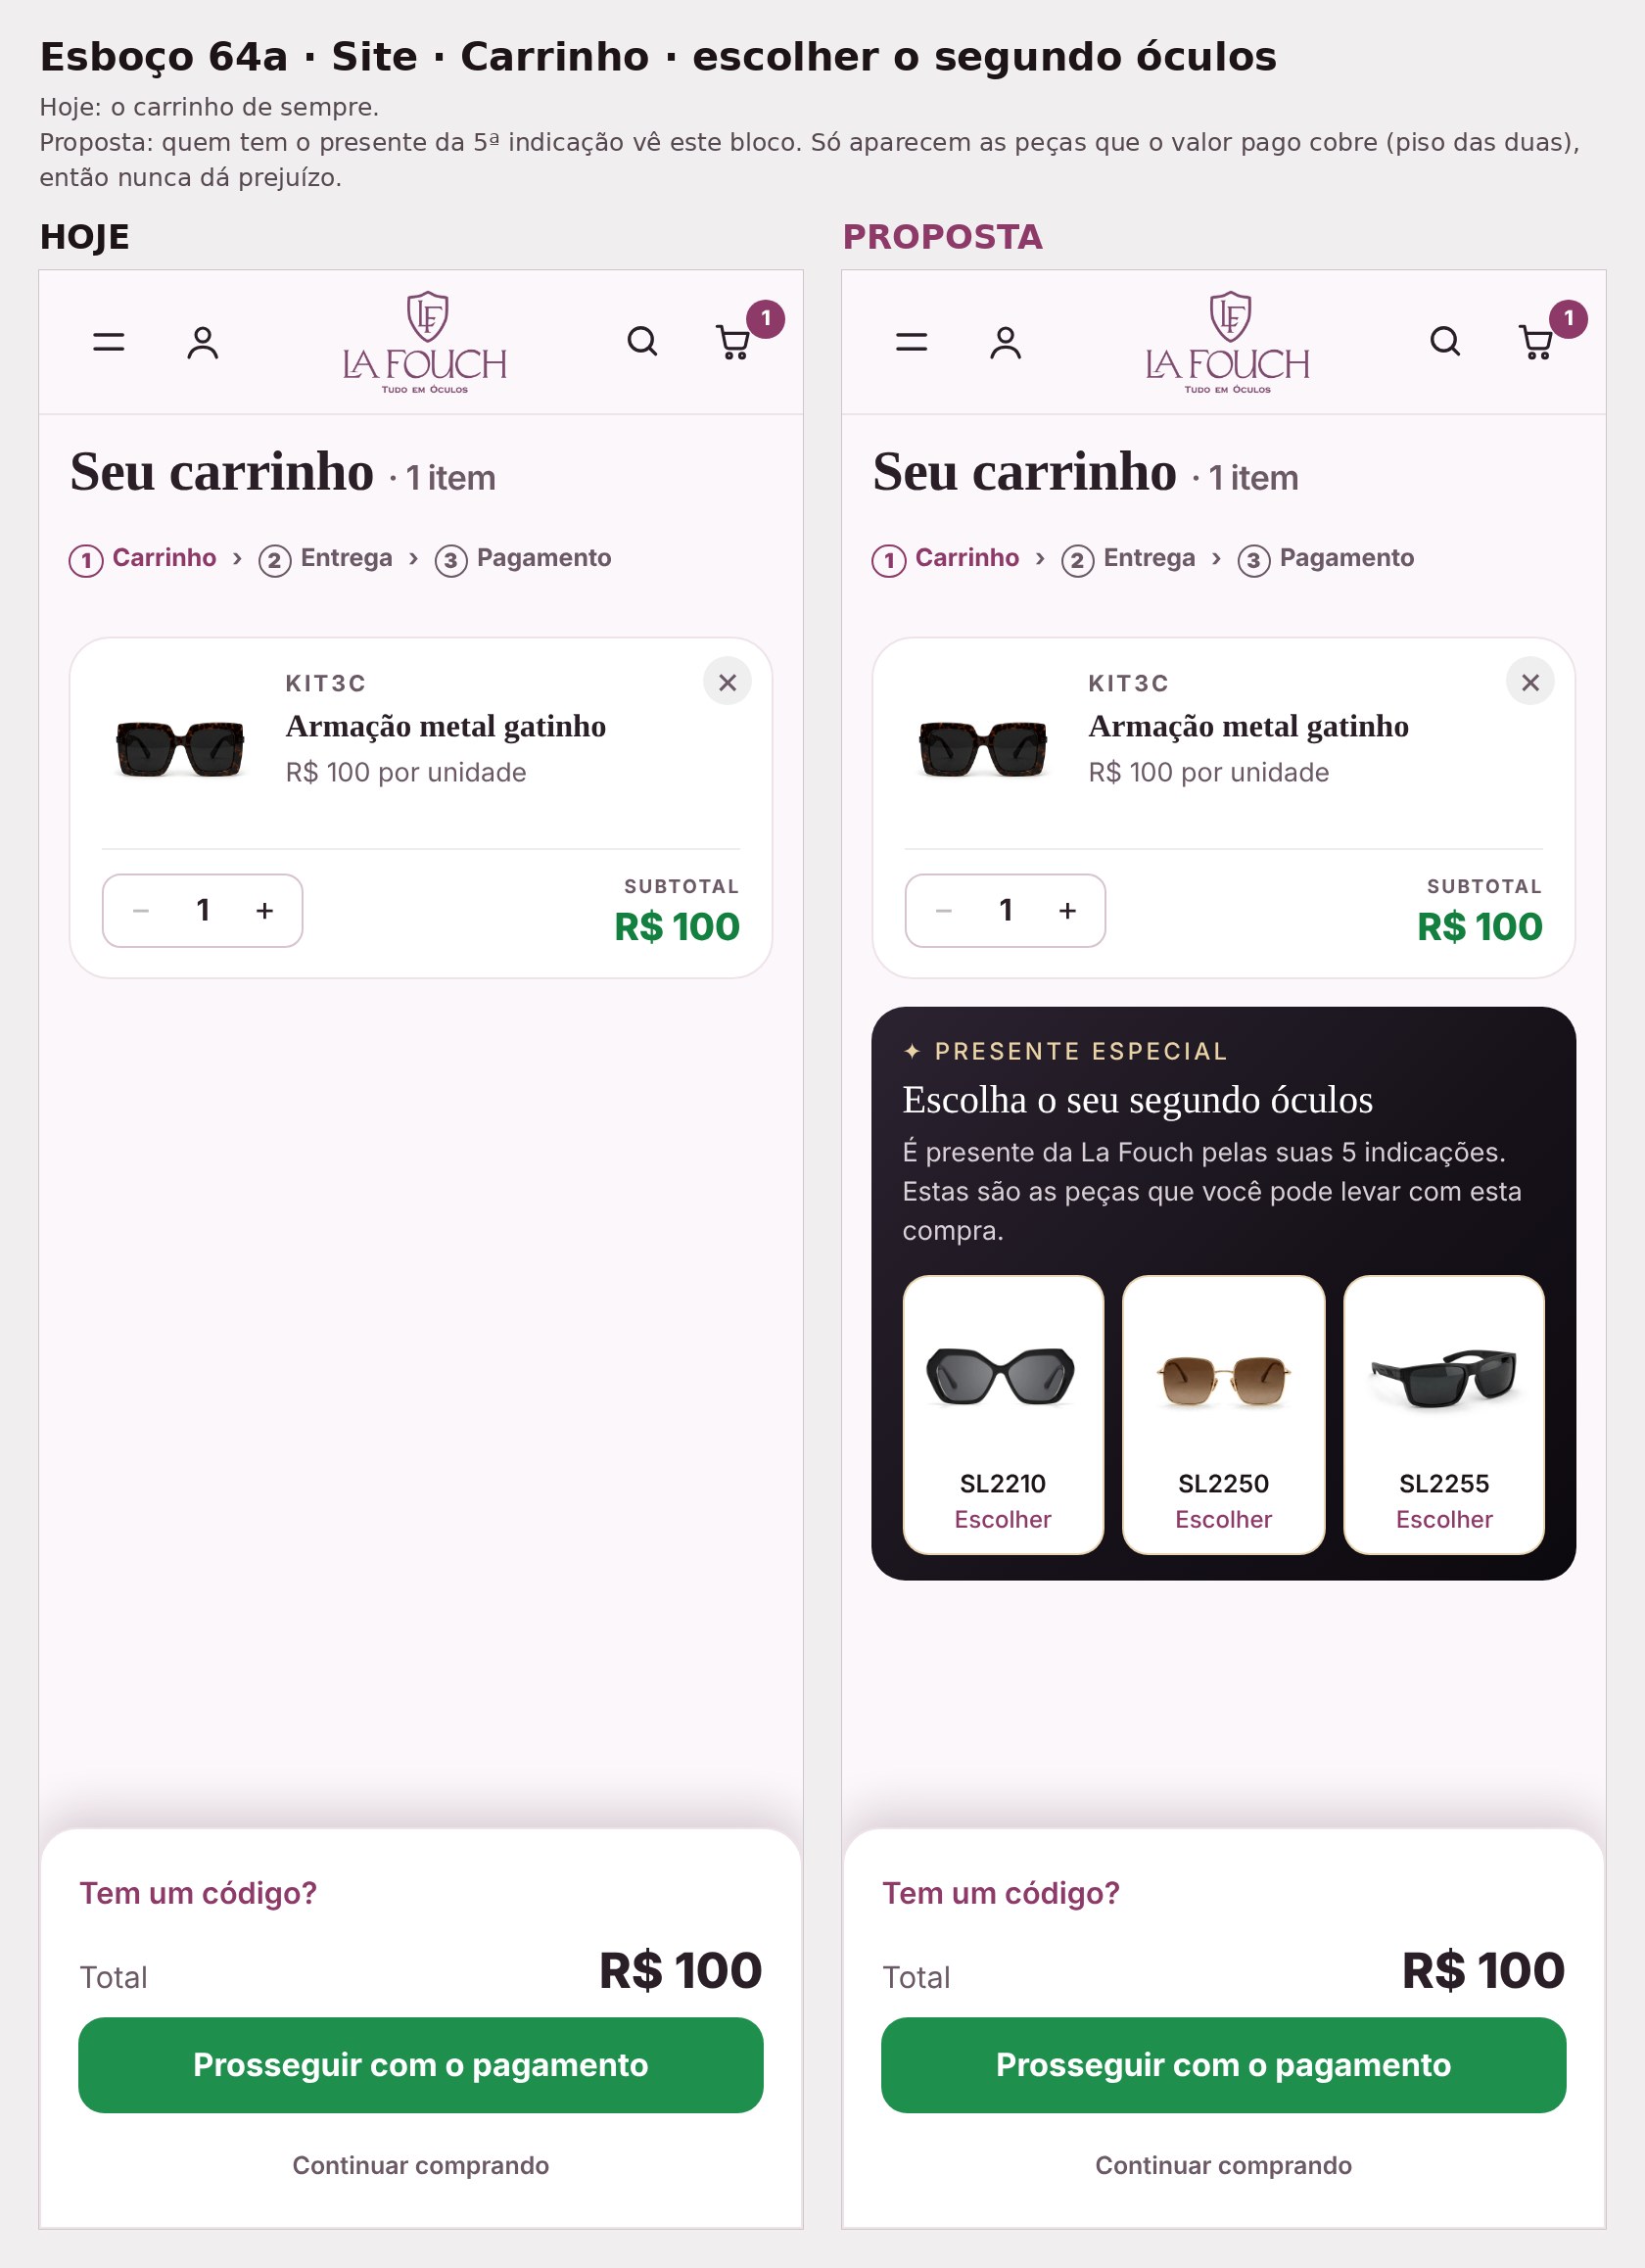 Esboço 64a · Site · Carrinho · escolher o segundo óculos
Hoje: o carrinho de sempre.
Proposta: quem tem o presente da 5ª indicação vê este bloco. Só aparecem as peças que o valor pago cobre (piso das duas),
então nunca dá prejuízo.
HOJE
1
LF
LA FOUCH
Tudo em Óculos
Seu carrinho · 1 item
1 Carrinho › 2 Entrega › 3 Pagamento
KIT3C
×
Armação metal gatinho
R$ 100 por unidade
SUBTOTAL
− 1 +
R$ 100
Tem um código?
Total R$ 100
Prosseguir com o pagamento
Continuar comprando
PROPOSTA
1
LF
LA FOUCH
Tudo em Óculos
Seu carrinho · 1 item
1 Carrinho › 2 Entrega › 3 Pagamento
KIT3C
×
Armação metal gatinho
R$ 100 por unidade
SUBTOTAL
− 1 +
R$ 100
✦ PRESENTE ESPECIAL
Escolha o seu segundo óculos
É presente da La Fouch pelas suas 5 indicações.
Estas são as peças que você pode levar com esta
compra.
SL2210
Escolher
SL2250
Escolher
SL2255
Escolher
Tem um código?
Total R$ 100
Prosseguir com o pagamento
Continuar comprando